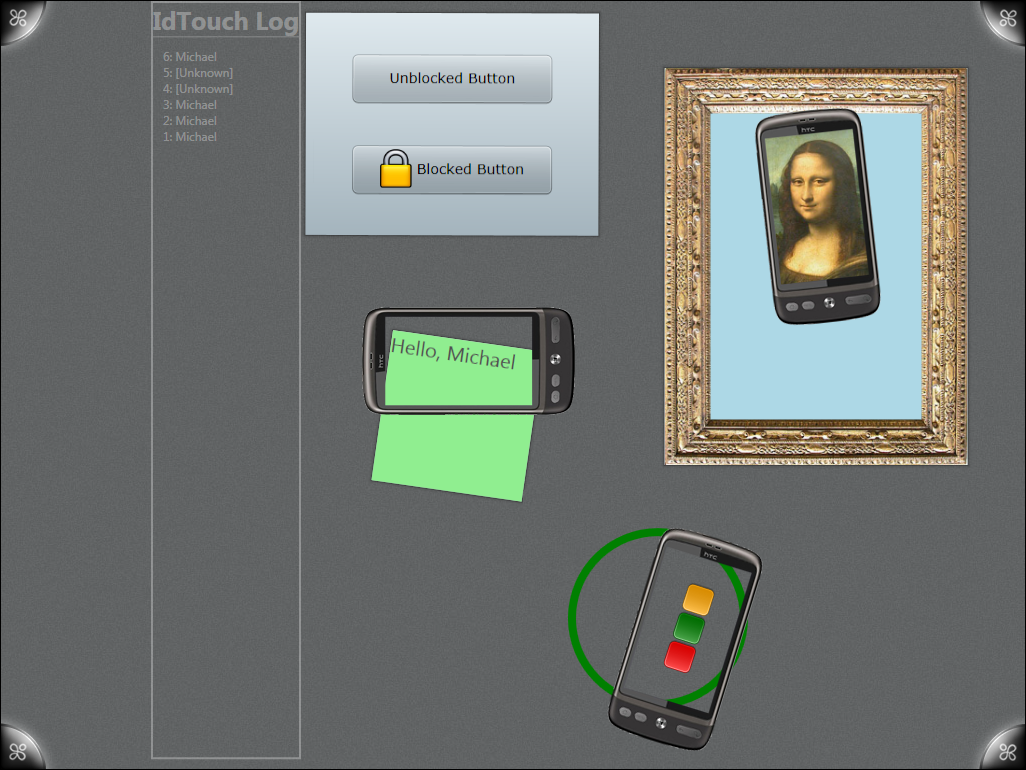 IdTouch Log
6: Michael
5: [Unknown]
4: [Unknown]
3: Michael
2: Michael
1: Michael
Unblocked Button
Blocked Button
hTC
hTC
Hello, Michael
hTC